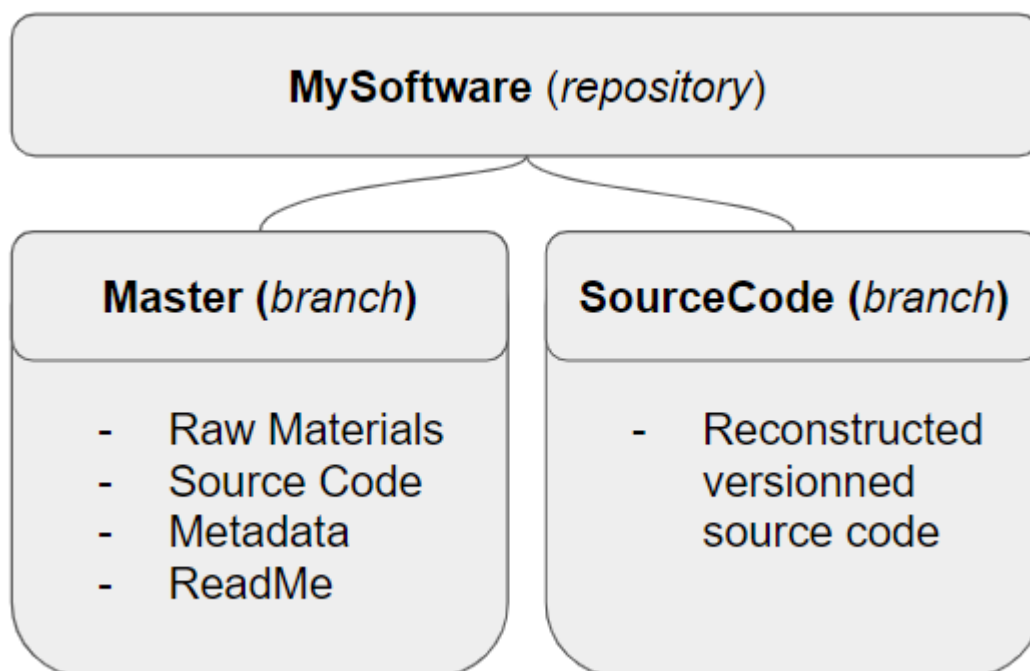 MySoftware (repository)
Master (branch)
- Raw Materials
- Source Code
- Metadata
- ReadMe
SourceCode (branch)
- Reconstructed
versionned
source code